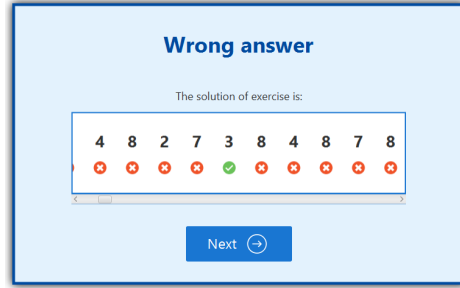 Wrong answer
The solution of exercise is:
4 8 2 7 3 8 4 8 7 8
Next